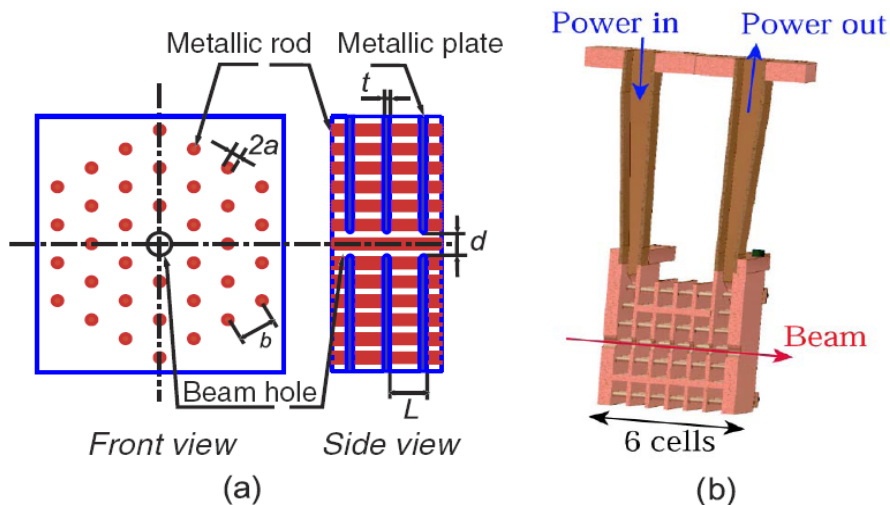 Metallic rod
Metallic plate
t
2a
d
b
Beam hole
L
Front view
Side view
(a)
Power in
Power out
Beam
6 cells
(b)